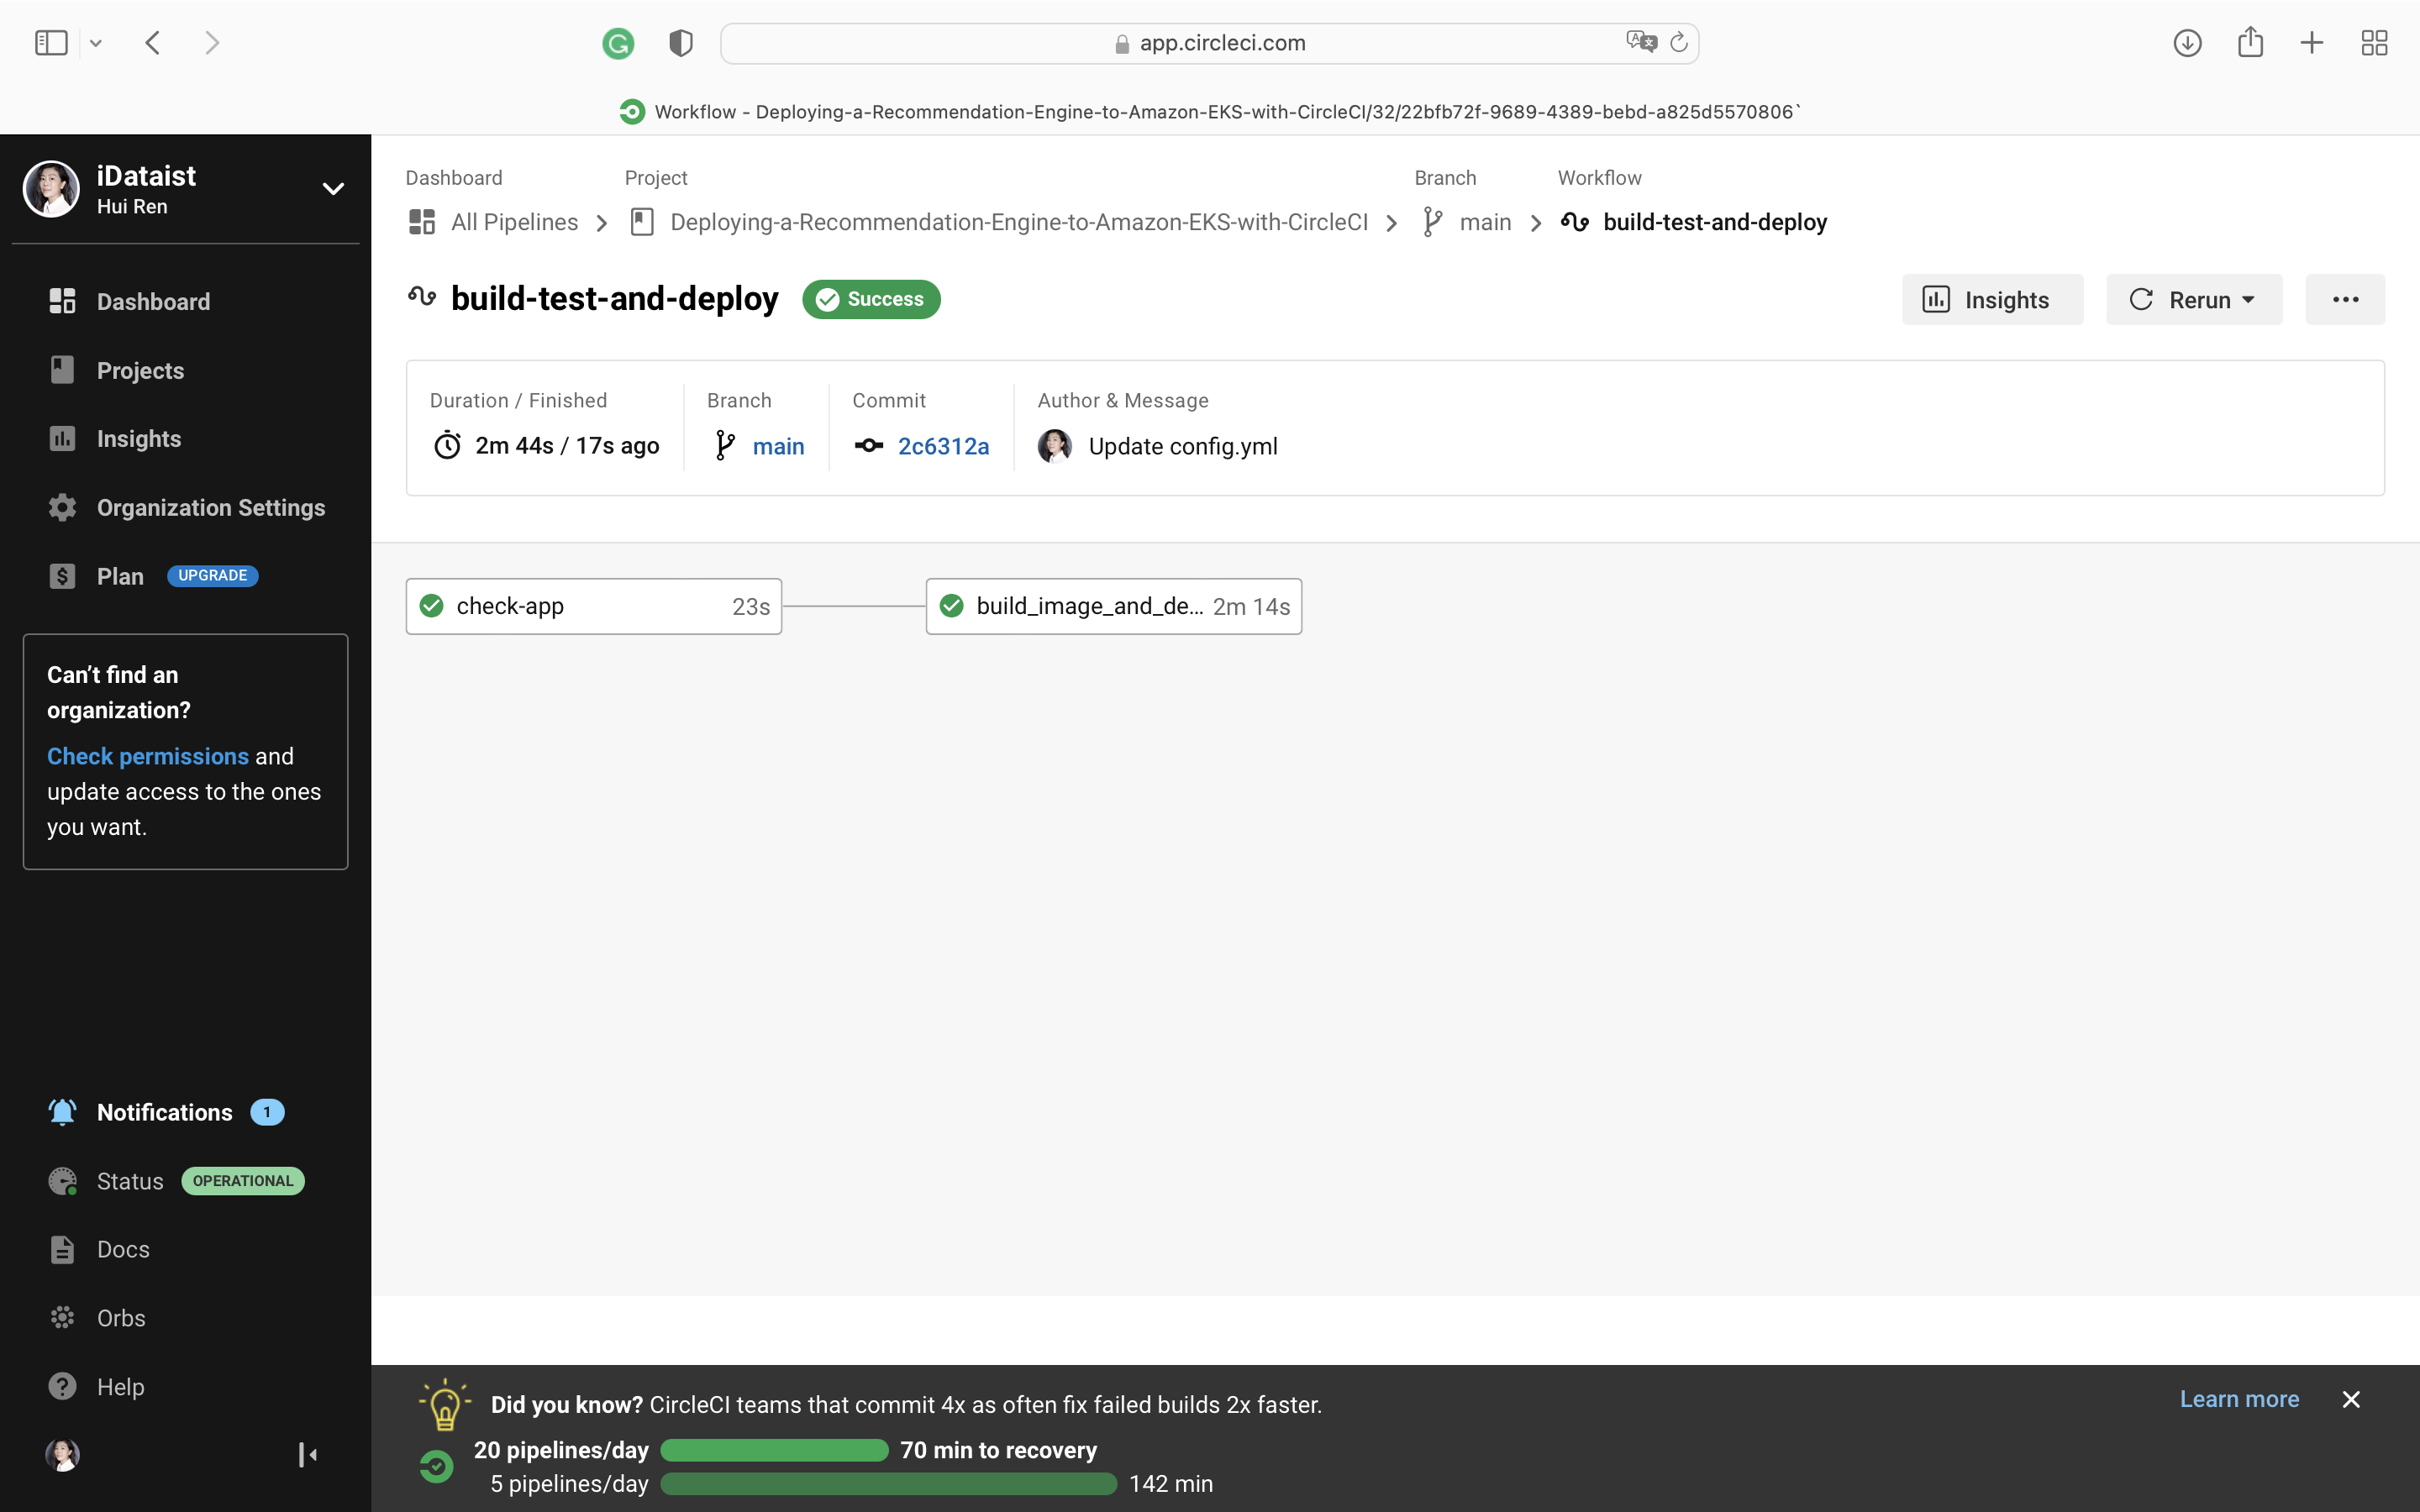 app.circleci.com
Workflow - Deploying-a-Recommendation-Engine-to-Amazon-EKS-with-CircleCI/32/22bfb72f-9689-4389-bebd-a825d5570806`
iDataist
Hui Ren
Dashboard
Projects
Insights
Organization Settings
Plan UPGRADE
Can’t find an
organization?
Check permissions and
update access to the ones
you want.
Notifications 1
Status OPERATIONAL
Docs
Orbs
Help
Dashboard Project Branch Workflow
All Pipelines Deploying-a-Recommendation-Engine-to-Amazon-EKS-with-CircleCI main build-test-and-deploy
build-test-and-deploy Success Insights Rerun
Duration / Finished Branch Commit Author & Message
2m 44s / 17s ago main 2c6312a Update config.yml
check-app 23s build_image_and_de... 2m 14s
Did you know? CircleCI teams that commit 4x as often fix failed builds 2x faster. Learn more
20 pipelines/day 70 min to recovery
5 pipelines/day 142 min